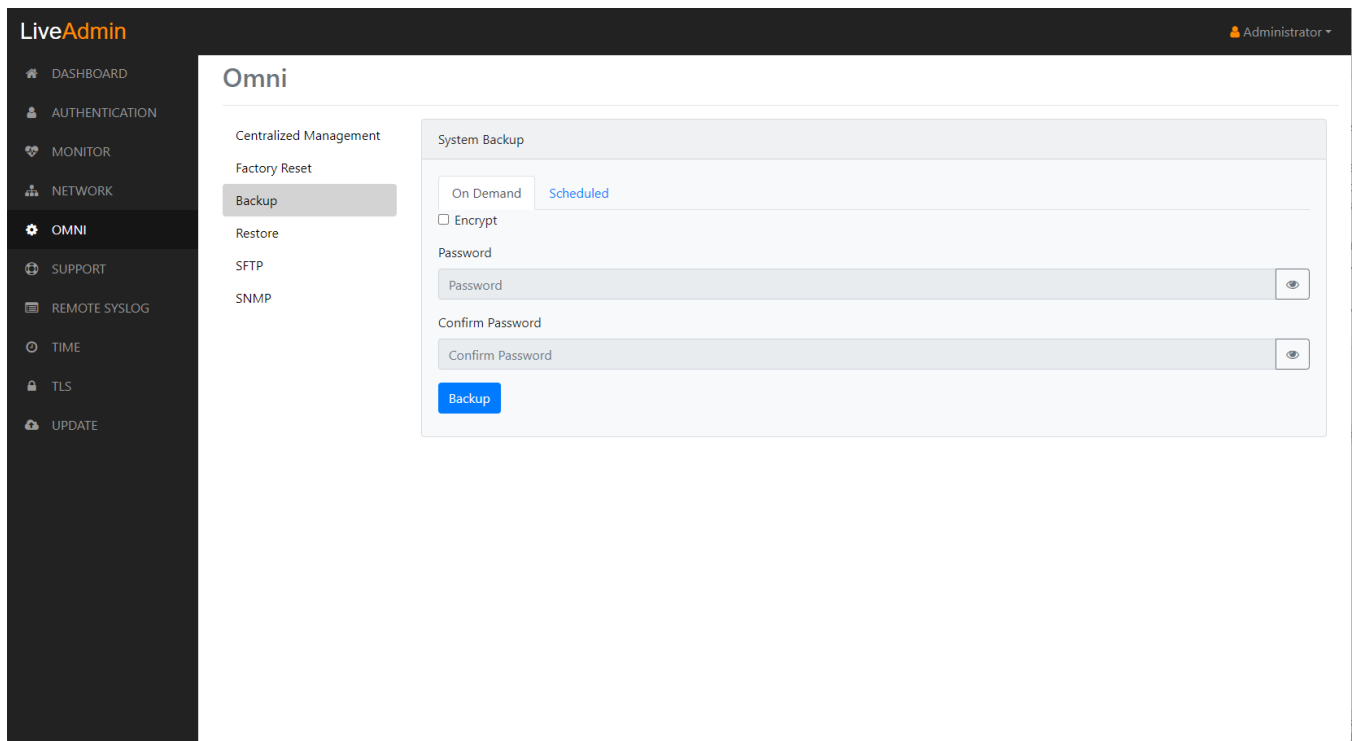 LiveAdmin
Administrator
DASHBOARD
AUTHENTICATION
MONITOR
NETWORK
OMNI
SUPPORT
REMOTE SYSLOG
TIME
TLS
UPDATE
Omni
Centralized Management
Factory Reset
Backup
Restore
SFTP
SNMP
System Backup
On Demand Scheduled
Encrypt
Password
Password
Confirm Password
Confirm Password
Backup